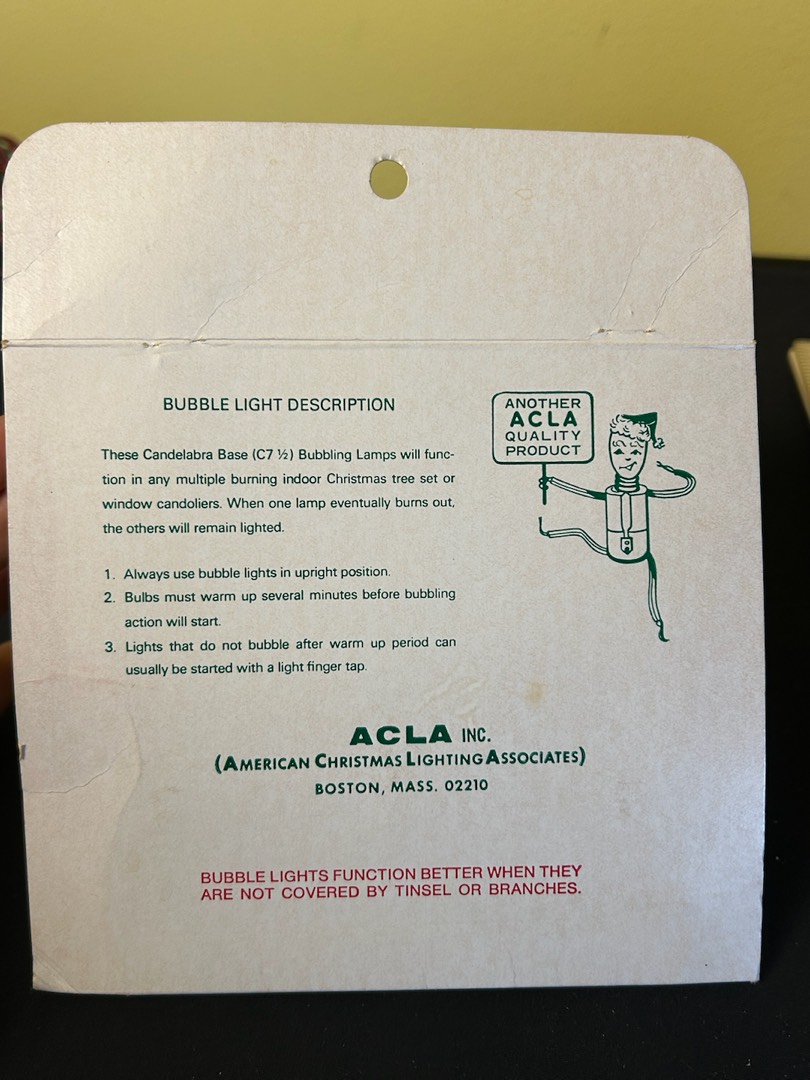 BUBBLE LIGHT DESCRIPTION
These Candelabra Base (C7 ½) Bubbling Lamps will func-
tion in any multiple burning indoor Christmas tree set or
window candoliers. When one lamp eventually burns out,
the others will remain lighted.
1. Always use bubble lights in upright position.
2. Bulbs must warm up several minutes before bubbling
action will start.
3. Lights that do not bubble after warm up period can
usually be started with a light finger tap.
ANOTHER
ACLA
QUALITY
PRODUCT
ACLA INC.
(AMERICAN CHRISTMAS LIGHTING ASSOCIATES)
BOSTON, MASS. 02210
BUBBLE LIGHTS FUNCTION BETTER WHEN THEY
ARE NOT COVERED BY TINSEL OR BRANCHES.